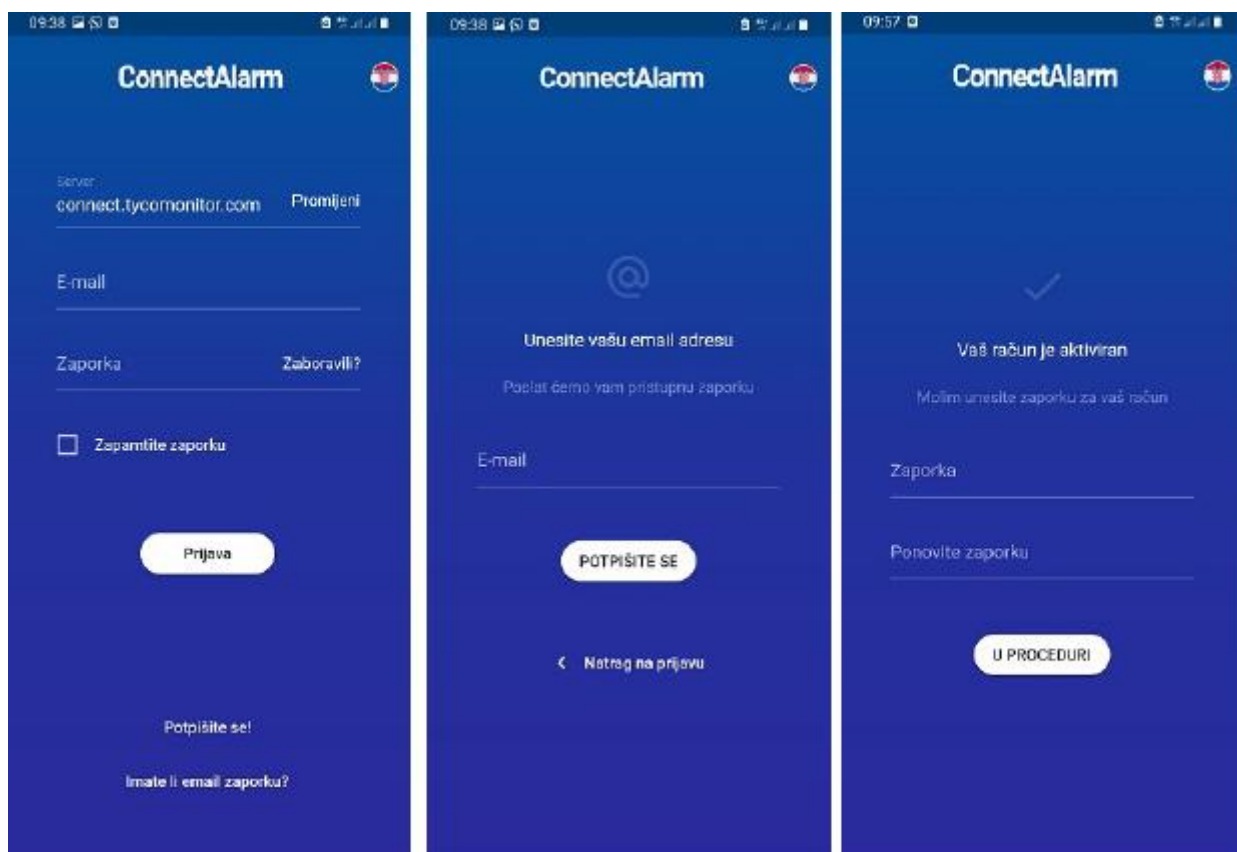 09:38
ConnectAlarm
Server
connect.tycomonitor.com
Promijeni
E-mail
Zaporka
Zaboravili?
Zapamtite zaporku
Prijava
Potpišite se!
Imate li email zaporku?
09:38
ConnectAlarm
Unesite vašu email adresu
Poslat ćemo vam pristupnu zaporku
E-mail
POTPIŠITE SE
Natrag na prijavu
09:57
ConnectAlarm
Vaš račun je aktiviran
Molim unesite zaporku za vaš račun
Zaporka
Ponovite zaporku
U PROCEDURI